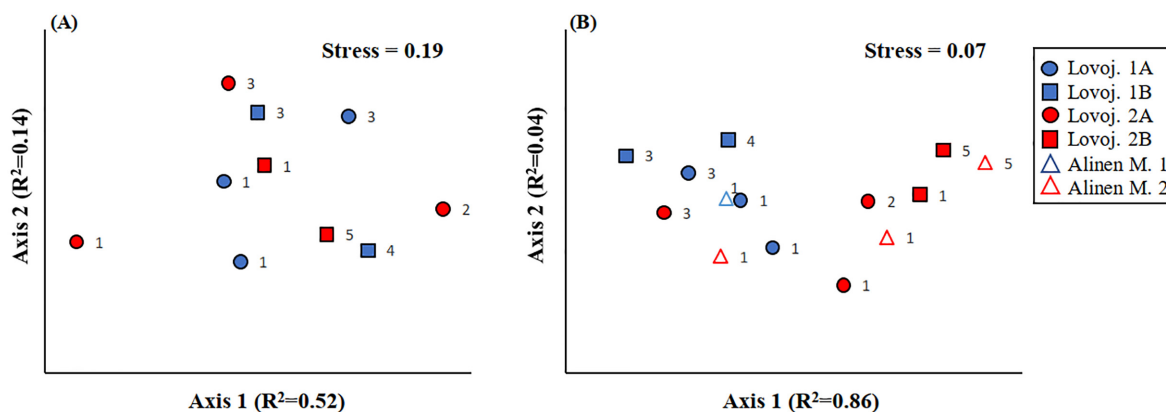 (A)
Stress = 0.19
3
3
3
1
1
2
1
5
4
1
Axis 2 (R²=0.14)
Axis 1 (R²=0.52)
(B)
Stress = 0.07
4
3
5
5
3
1
1
2
1
3
1
1
1
1
Axis 2 (R²=0.04)
Axis 1 (R²=0.86)
Lovoj. 1A
Lovoj. 1B
Lovoj. 2A
Lovoj. 2B
Alinen M. 1
Alinen M. 2